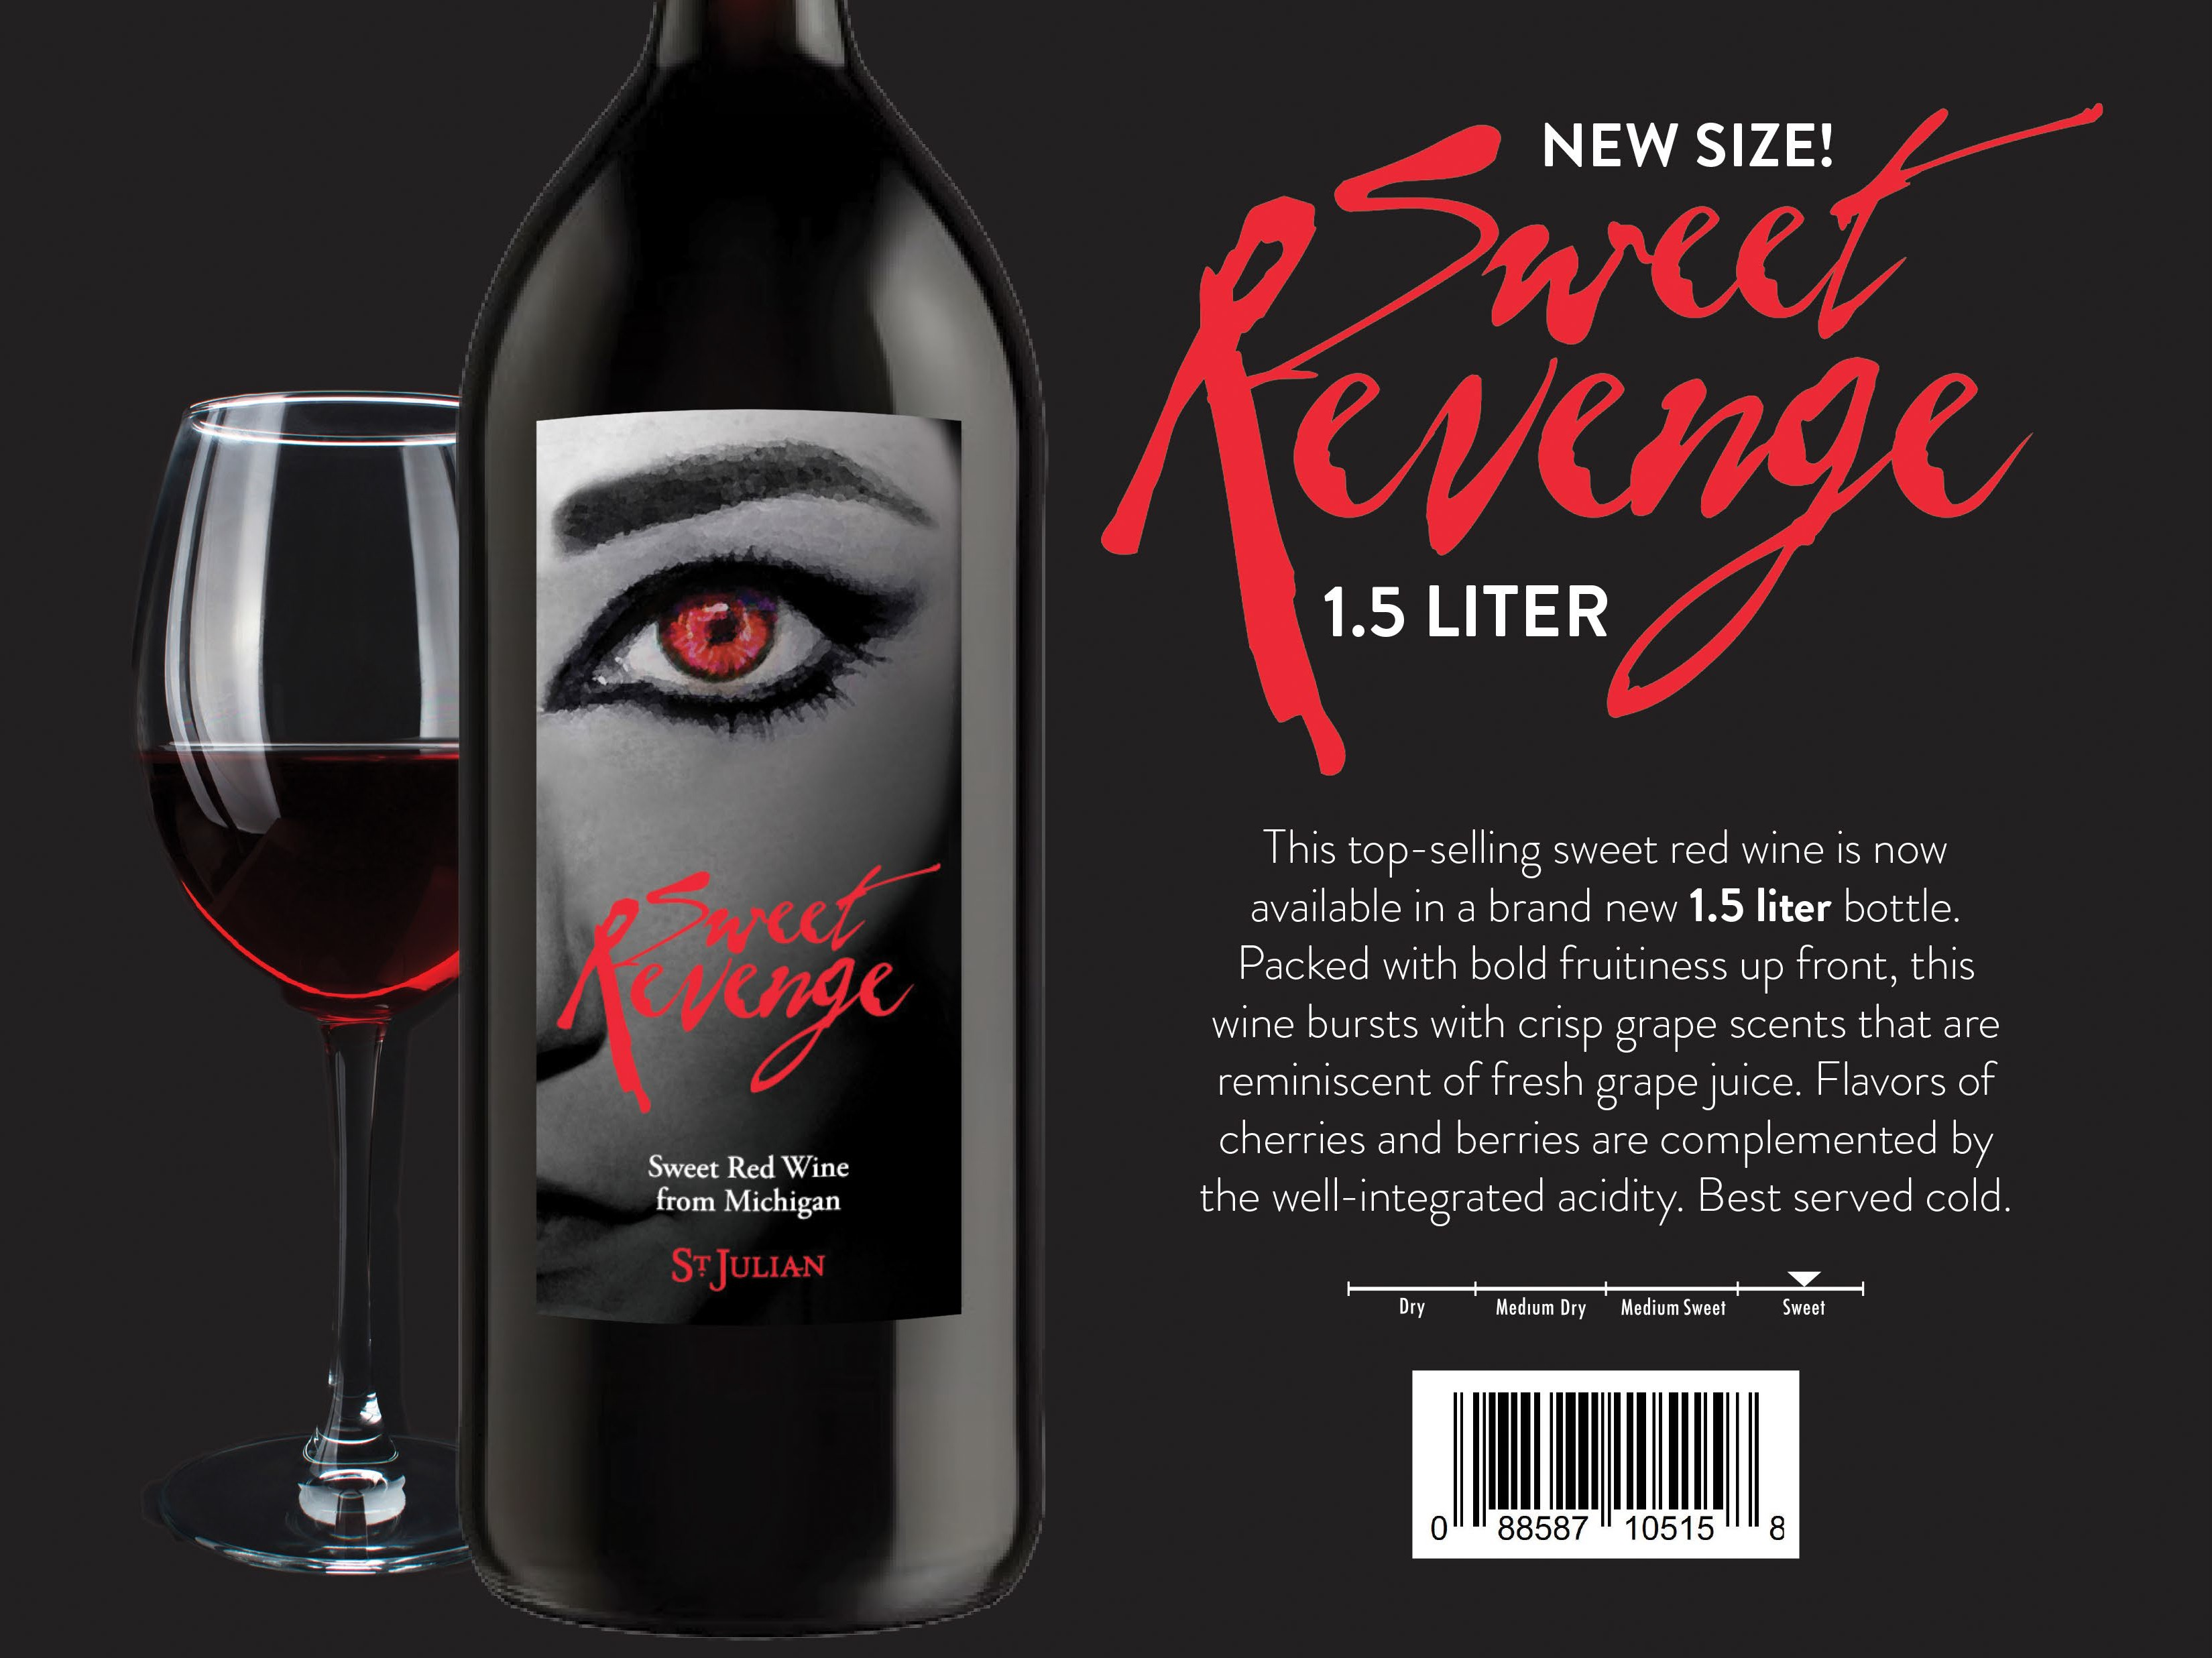 Sweet
Revenge
Sweet Red Wine
from Michigan
ST. JULIAN
NEW SIZE!
Sweet
Revenge
1.5 LITER
This top-selling sweet red wine is now
available in a brand new 1.5 liter bottle.
Packed with bold fruitiness up front, this
wine bursts with crisp grape scents that are
reminiscent of fresh grape juice. Flavors of
cherries and berries are complemented by
the well-integrated acidity. Best served cold.
Dry Medium Dry Medium Sweet Sweet
0 88587 10515 8